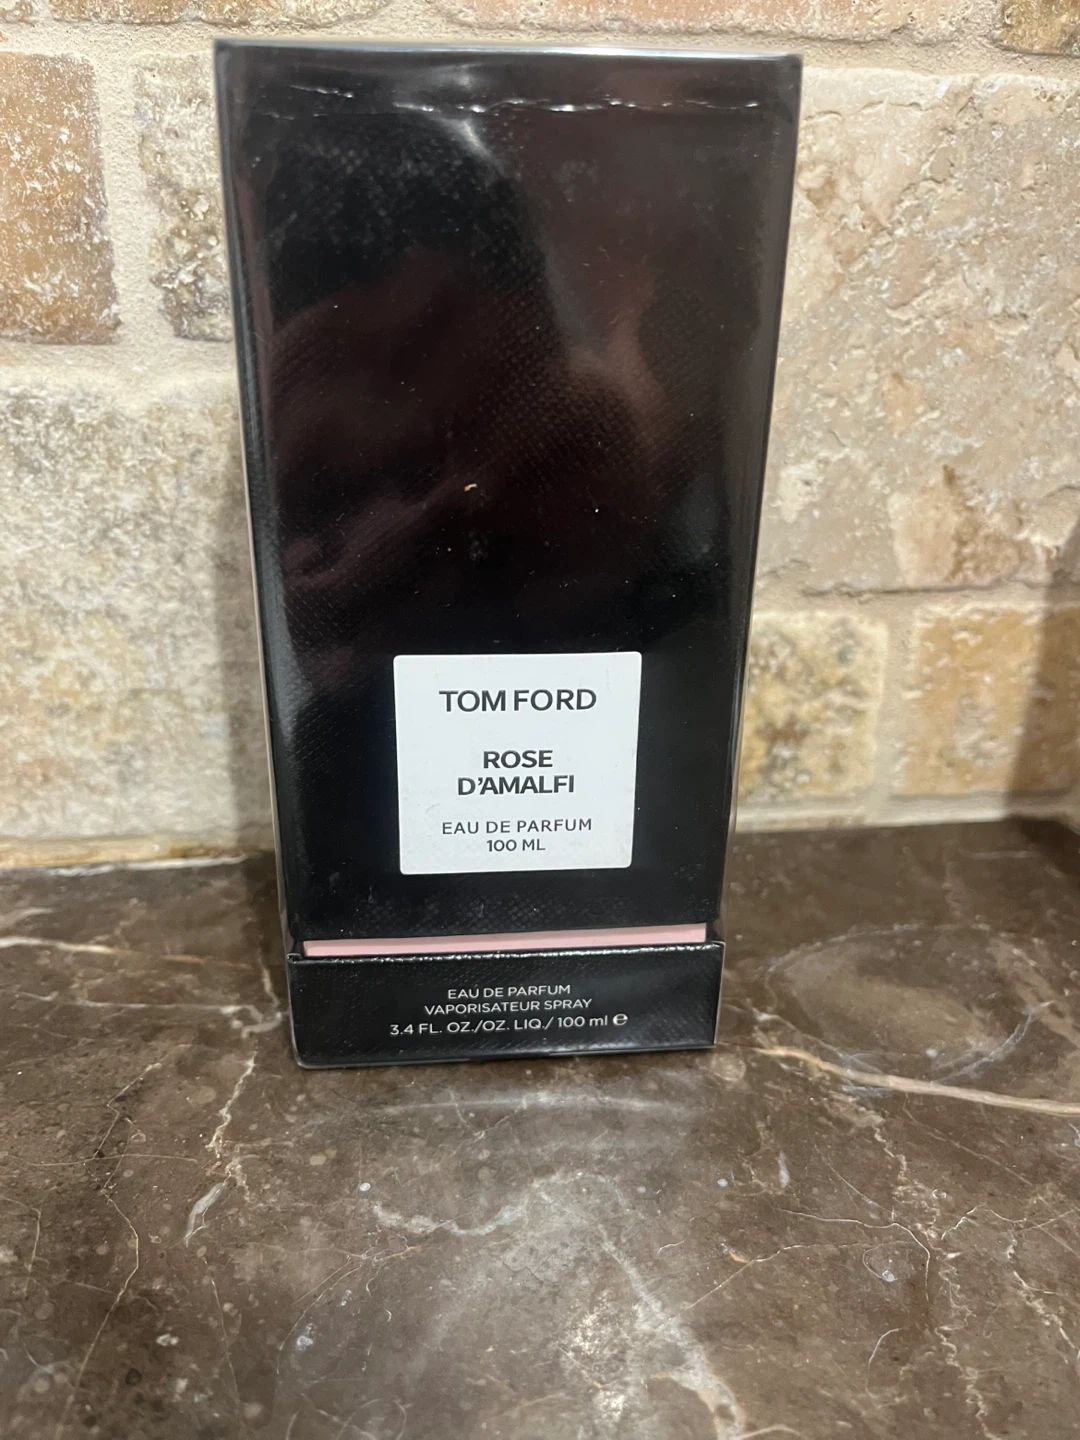 TOM FORD
ROSE
D'AMALFI
EAU DE PARFUM
100 ML
EAU DE PARFUM
VAPORISATEUR SPRAY
3.4 FL. OZ./OZ. LIQ./ 100 ml ℮